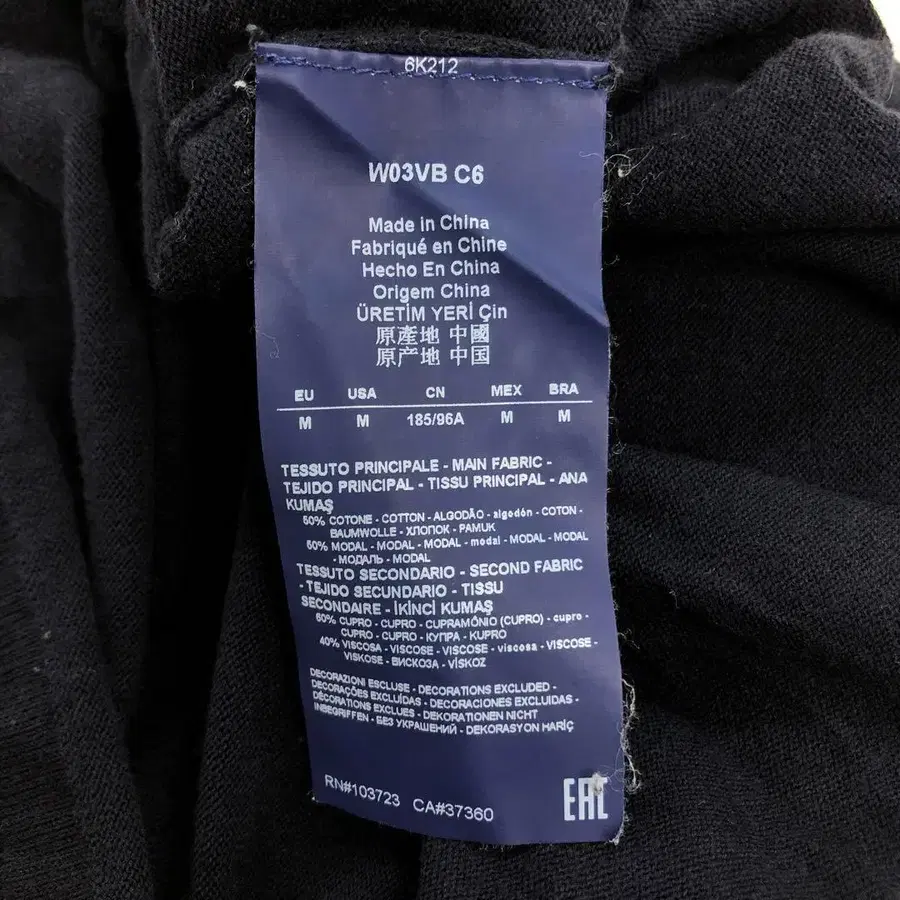 6K212
W03VB C6
Made in China
Fabriqué en Chine
Hecho En China
Origem China
ÜRETİM YERİ Çin
原產地 中國
原产地 中国
EU USA CN MEX BRA
M M 185/96A M M
TESSUTO PRINCIPALE - MAIN FABRIC -
TEJIDO PRINCIPAL - TISSU PRINCIPAL - ANA
KUMAŞ
50% COTONE - COTTON - ALGODÃO - algodón - COTON -
BAUMWOLLE - ХЛОПОК - PAMUK
50% MODAL - MODAL - MODAL - modal - MODAL - MODAL
- МОДАЛЬ - MODAL
TESSUTO SECONDARIO - SECOND FABRIC
- TEJIDO SECUNDARIO - TISSU
SECONDAIRE - İKİNCİ KUMAŞ
60% CUPRO - CUPRO - CUPRAMÔNIO (CUPRO) - cupro -
CUPRO - CUPRO - КУПРА - KUPRO
40% VISCOSA - VISCOSE - VISCOSE - viscosa - VISCOSE -
VISKOSE - ВИСКОЗА - VİSKOZ
DECORAZIONI ESCLUSE - DECORATIONS EXCLUDED -
DECORAÇÕES EXCLUÍDAS - DECORACIONES EXCLUIDAS -
DÉCORATIONS EXCLUES - DEKORATIONEN NICHT
INBEGRIFFEN - БЕЗ УКРАШЕНИЙ - DEKORASYON HARİÇ
RN#103723 CA#37360
EAC